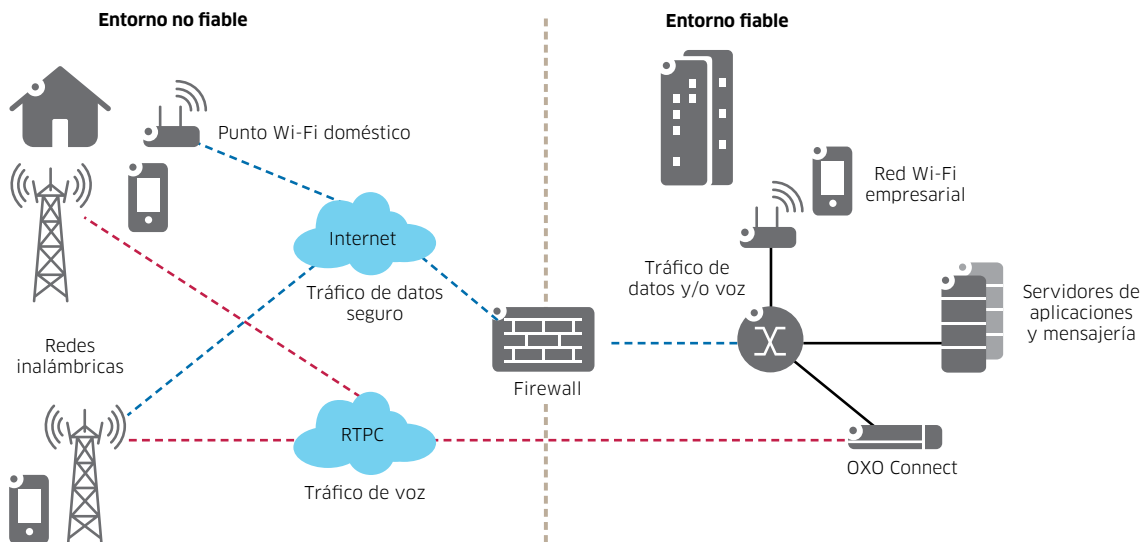 Entorno no fiable
Entorno fiable
Punto Wi-Fi doméstico
Red Wi-Fi
empresarial
Internet
Tráfico de datos
seguro
Tráfico de
datos y/o voz
Servidores de
aplicaciones
y mensajería
Redes
inalámbricas
Firewall
RTPC
OXO Connect
Tráfico de voz